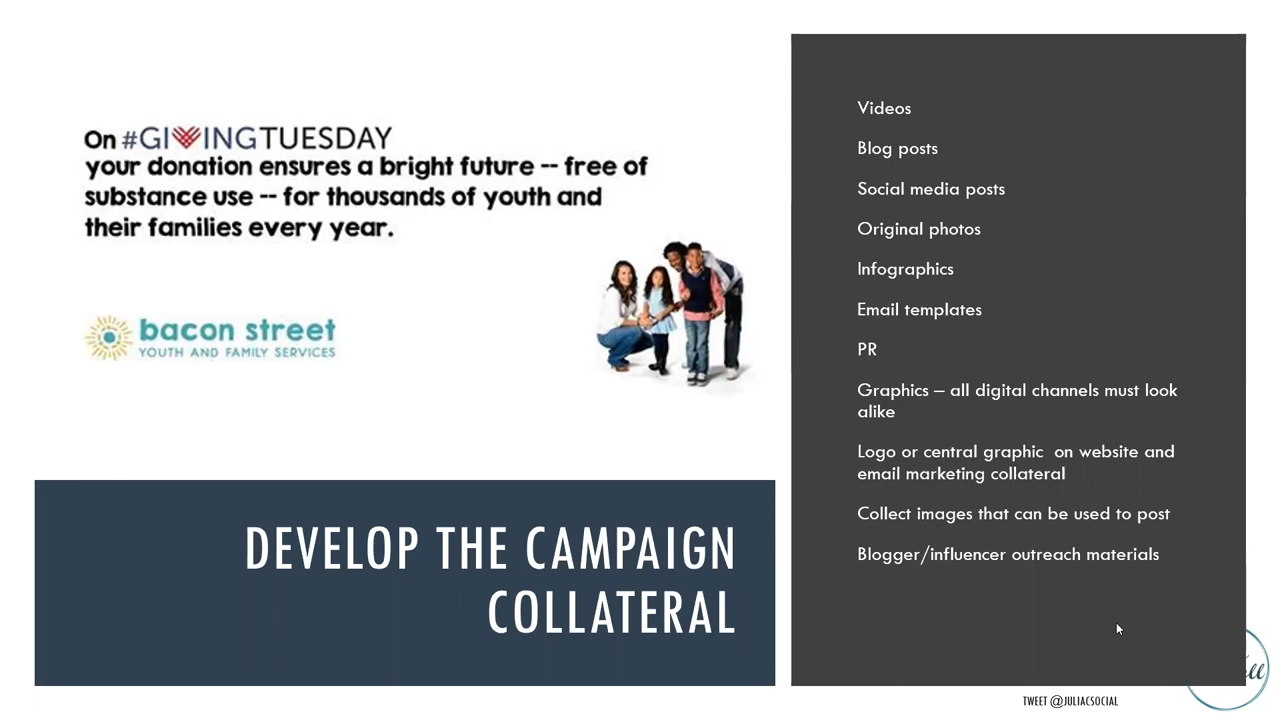 On #GIVINGTUESDAY
your donation ensures a bright future -- free of
substance use -- for thousands of youth and
their families every year.
bacon street
YOUTH AND FAMILY SERVICES
DEVELOP THE CAMPAIGN
COLLATERAL
Videos
Blog posts
Social media posts
Original photos
Infographics
Email templates
PR
Graphics – all digital channels must look
alike
Logo or central graphic  on website and
email marketing collateral
Collect images that can be used to post
Blogger/influencer outreach materials
TWEET @JULIACSOCIAL